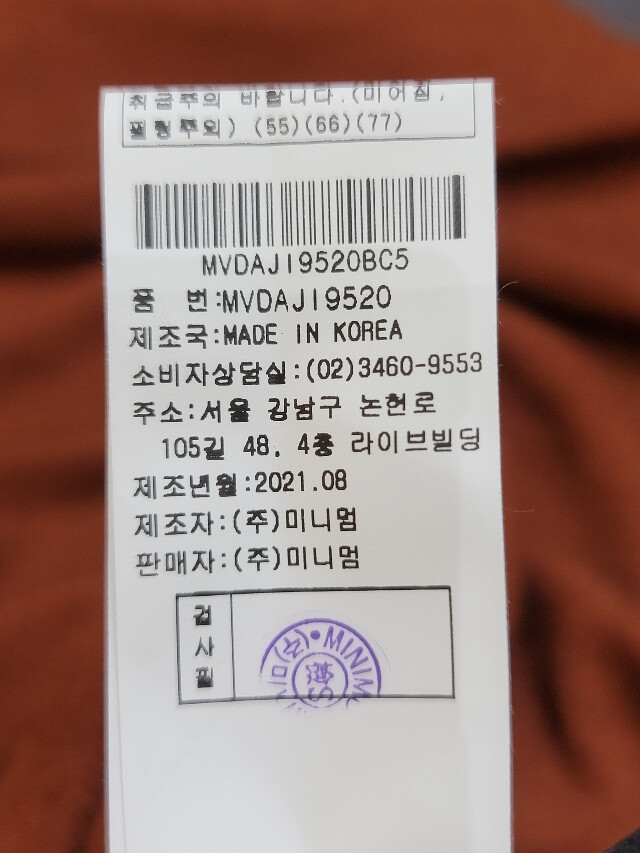 취급주의 바랍니다.(미어짐,
필링주의) (55)(66)(77)
MVDAJI9520BC5
품 번:MVDAJI9520
제조국:MADE IN KOREA
소비자상담실:(02)3460-9553
주소:서울 강남구 논현로
105길 48, 4층 라이브빌딩
제조년월:2021.08
제조자:(주)미니멈
판매자:(주)미니멈
검
사
필
(주)•MINIM